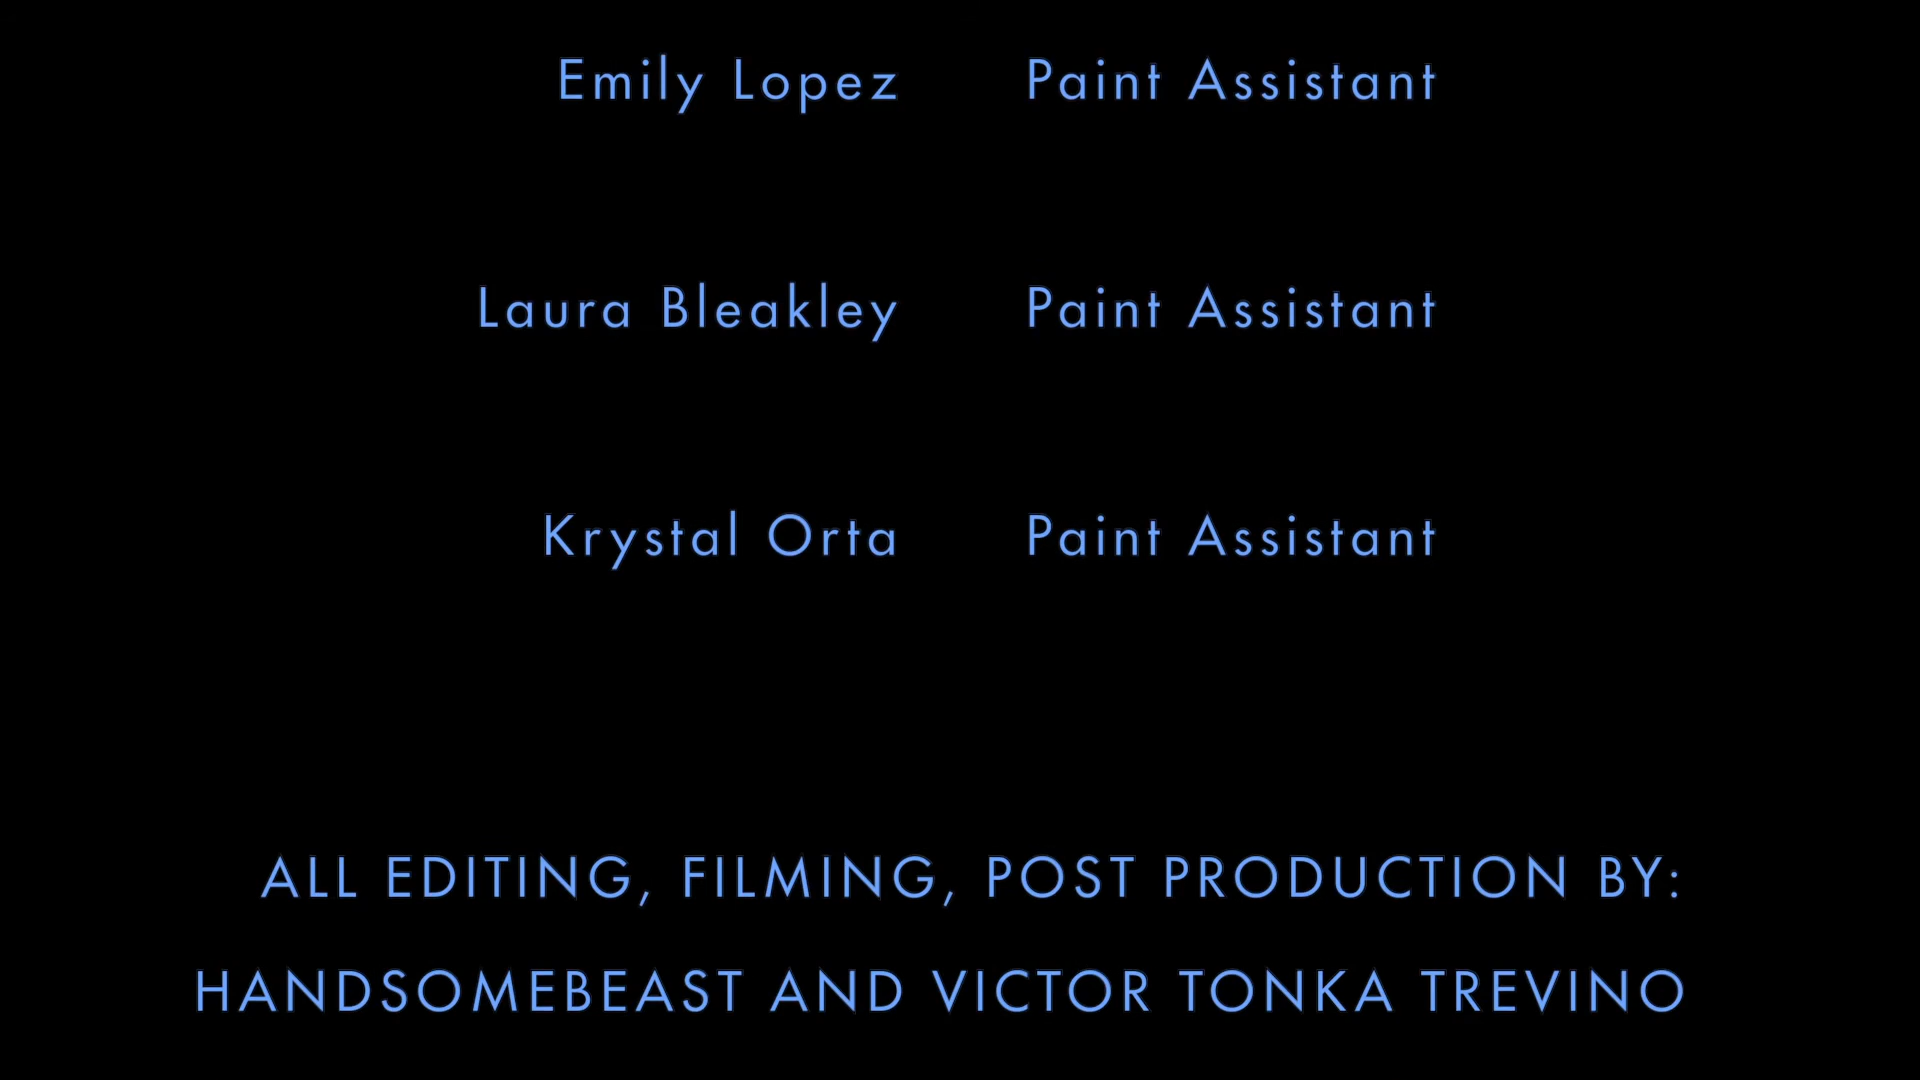 Emily Lopez Paint Assistant
Laura Bleakley Paint Assistant
Krystal Orta Paint Assistant
ALL EDITING, FILMING, POST PRODUCTION BY:
HANDSOMEBEAST AND VICTOR TONKA TREVINO